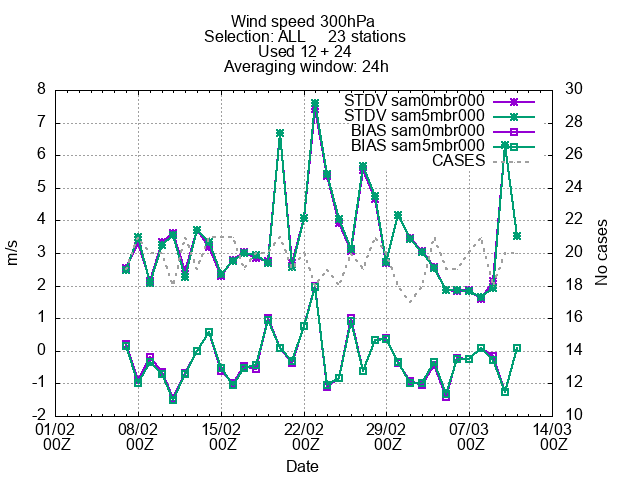 Wind speed 300hPa
Selection: ALL 23 stations
Used 12 + 24
Averaging window: 24h
STDV sam0mbr000
STDV sam5mbr000
BIAS sam0mbr000
BIAS sam5mbr000
CASES
8
7
6
5
4
3
2
1
0
-1
-2
m/s
30
28
26
24
22
20
18
16
14
12
10
No cases
01/02 08/02 15/02 22/02 29/02 07/03 14/03
00Z 00Z 00Z 00Z 00Z 00Z 00Z
Date